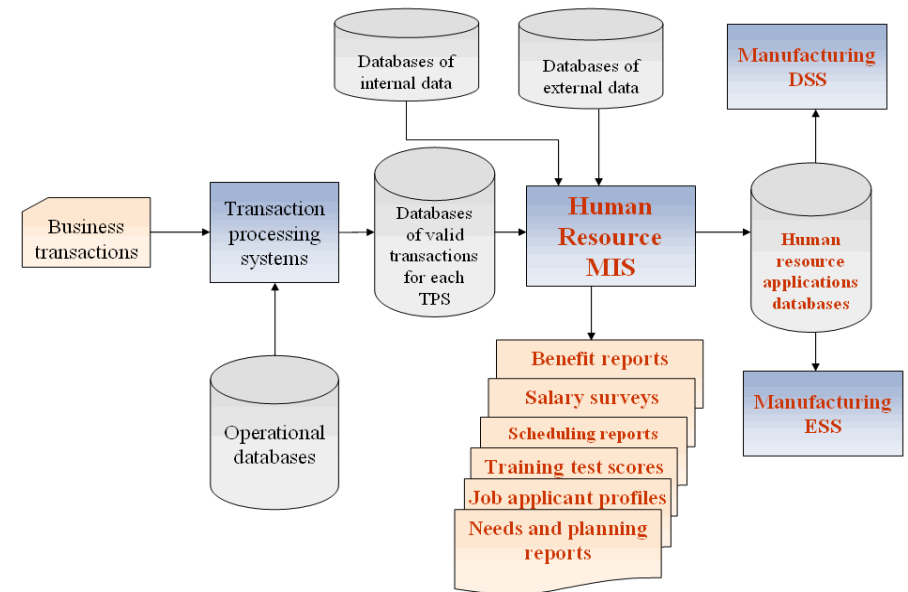 Databases of
internal data
Databases of
external data
Manufacturing
DSS
Business
transactions
Transaction
processing
systems
Databases
of valid
transactions
for each
TPS
Human
Resource
MIS
Human
resource
applications
databases
Operational
databases
Benefit reports
Salary surveys
Scheduling reports
Training test scores
Job applicant profiles
Needs and planning
reports
Manufacturing
ESS